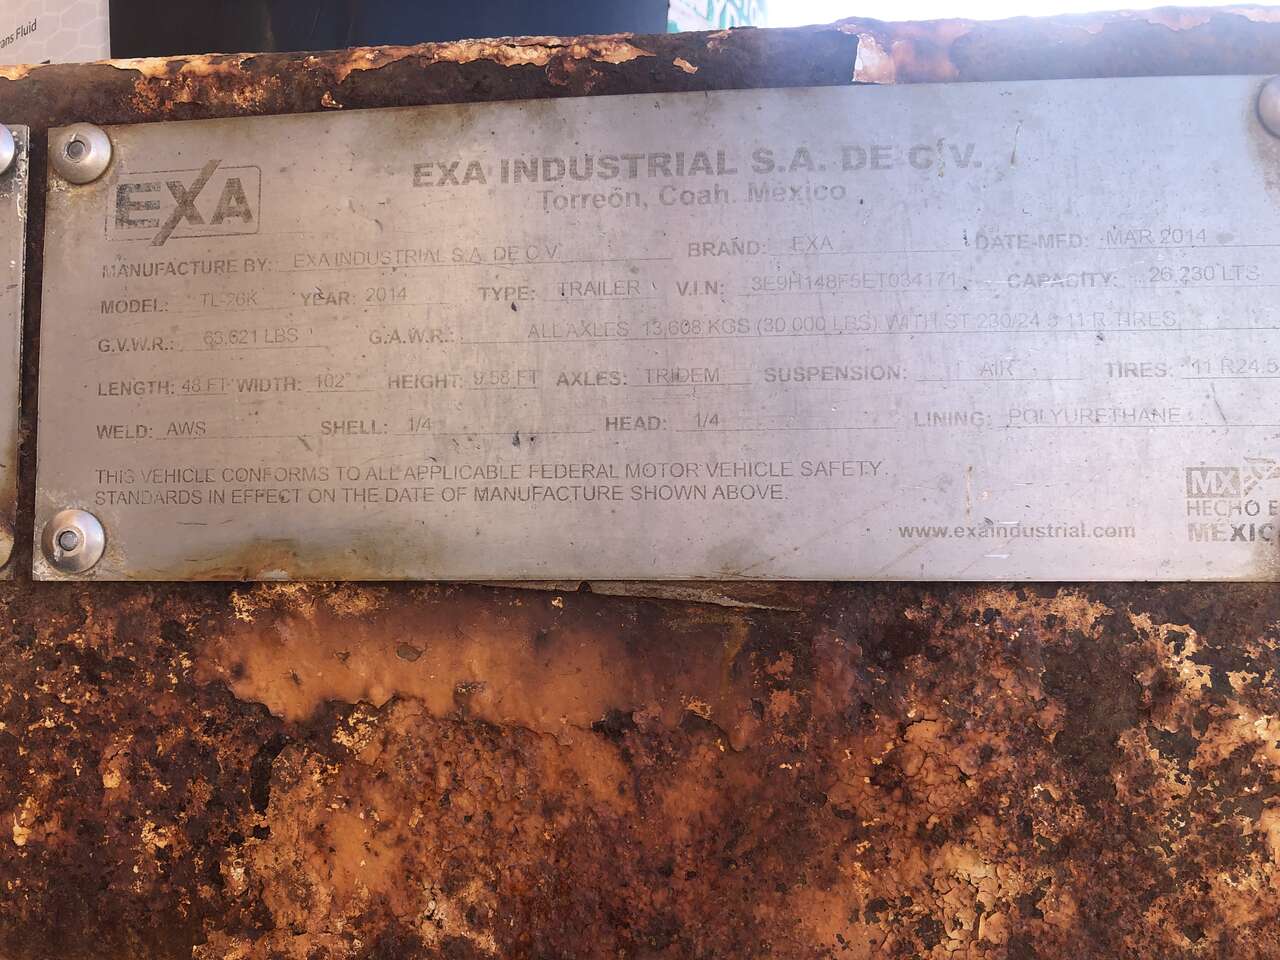 ans Fluid
EXA
EXA INDUSTRIAL S.A. DE C.V.
Torreón, Coah. México
MANUFACTURE BY: EXA INDUSTRIAL S.A. DE C.V. BRAND: EXA DATE-MFD: MAR 2014
MODEL: TL-26K YEAR: 2014 TYPE: TRAILER V.I.N: 3E9H148F5ET034171 CAPACITY: 26,230 LTS
G.V.W.R.: 63,621 LBS G.A.W.R.: ALL AXLES 13,608 KGS (30,000 LBS) WITH ST 11 R TIRES
LENGTH: 48 FT WIDTH: 102" HEIGHT: 9.58 FT AXLES: TRIDEM SUSPENSION: AIR TIRES: 11 R24.5
WELD: AWS SHELL: 1/4 HEAD: 1/4 LINING: POLYURETHANE
THIS VEHICLE CONFORMS TO ALL APPLICABLE FEDERAL MOTOR VEHICLE SAFETY.
STANDARDS IN EFFECT ON THE DATE OF MANUFACTURE SHOWN ABOVE.
www.exaindustrial.com
MX
HECHO E
MEXIC